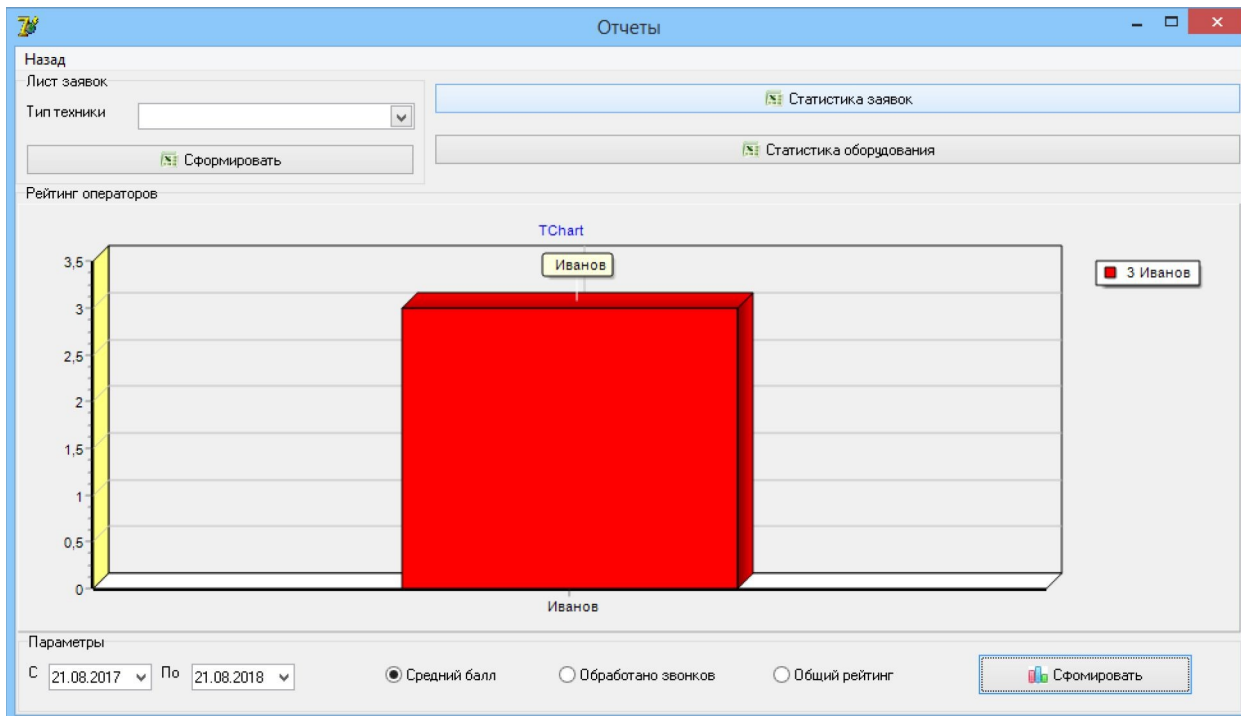 Отчеты
Назад
Лист заявок
Тип техники
Сформировать
Статистика заявок
Статистика оборудования
Рейтинг операторов
TChart
Иванов
3 Иванов
3,5
3
2,5
2
1,5
1
0,5
0
Иванов
Параметры
С 21.08.2017 По 21.08.2018 Средний балл Обработано звонков Общий рейтинг Сфомировать